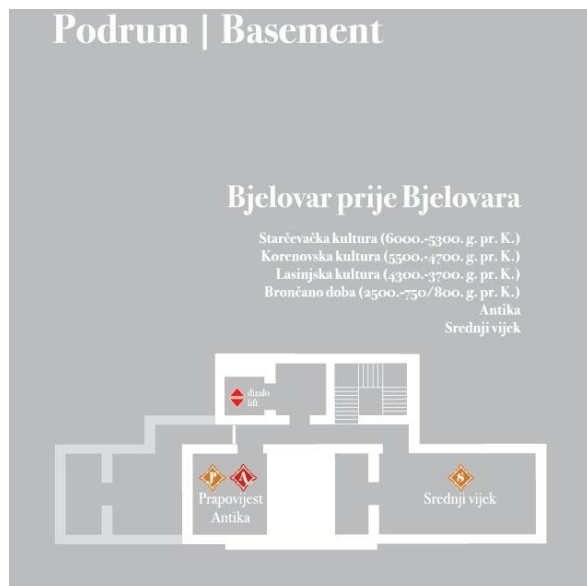 Podrum | Basement
Bjelovar prije Bjelovara
Starčevačka kultura (6000.-5300. g. pr. K.)
Korenovska kultura (5500.-4700. g. pr. K.)
Lasinjska kultura (4300.-3700. g. pr. K.)
Brončano doba (2500.-750/800. g. pr. K.)
Antika
Srednji vijek
dizalo
lift
P A
Prapovijest
Antika
S
Srednji vijek